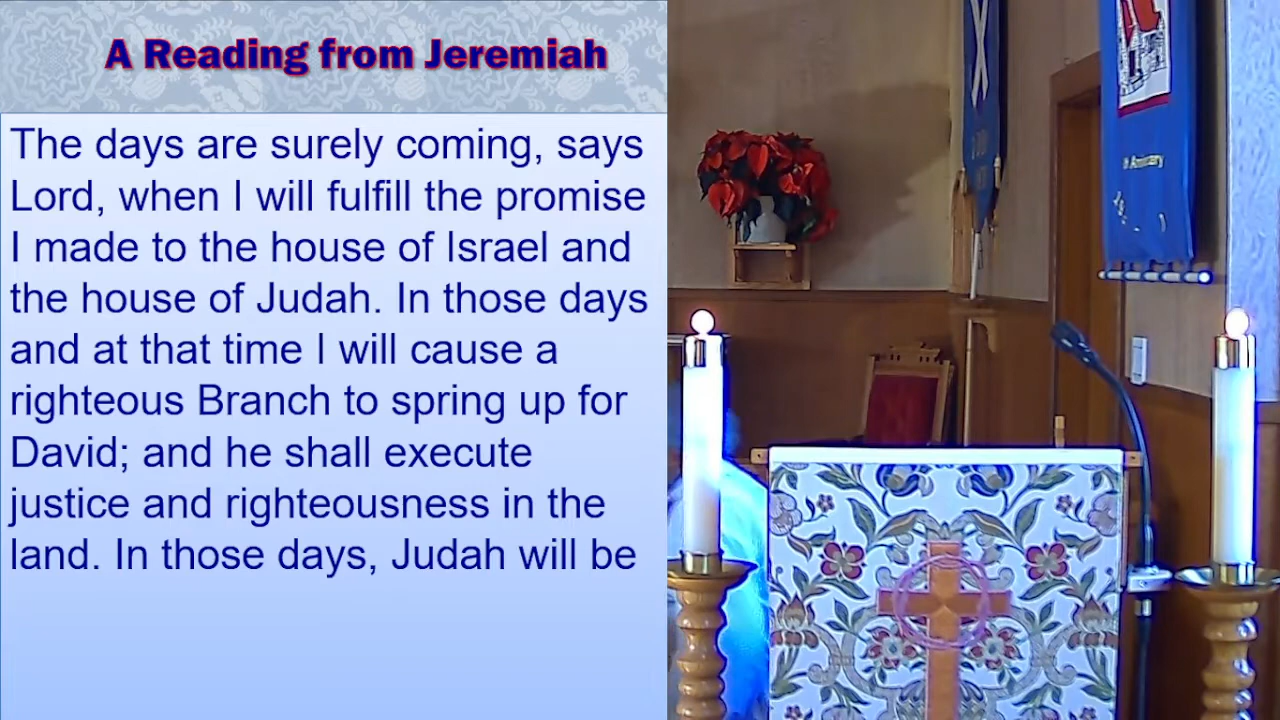 A Reading from Jeremiah
The days are surely coming, says
Lord, when I will fulfill the promise
I made to the house of Israel and
the house of Judah. In those days
and at that time I will cause a
righteous Branch to spring up for
David; and he shall execute
justice and righteousness in the
land. In those days, Judah will be